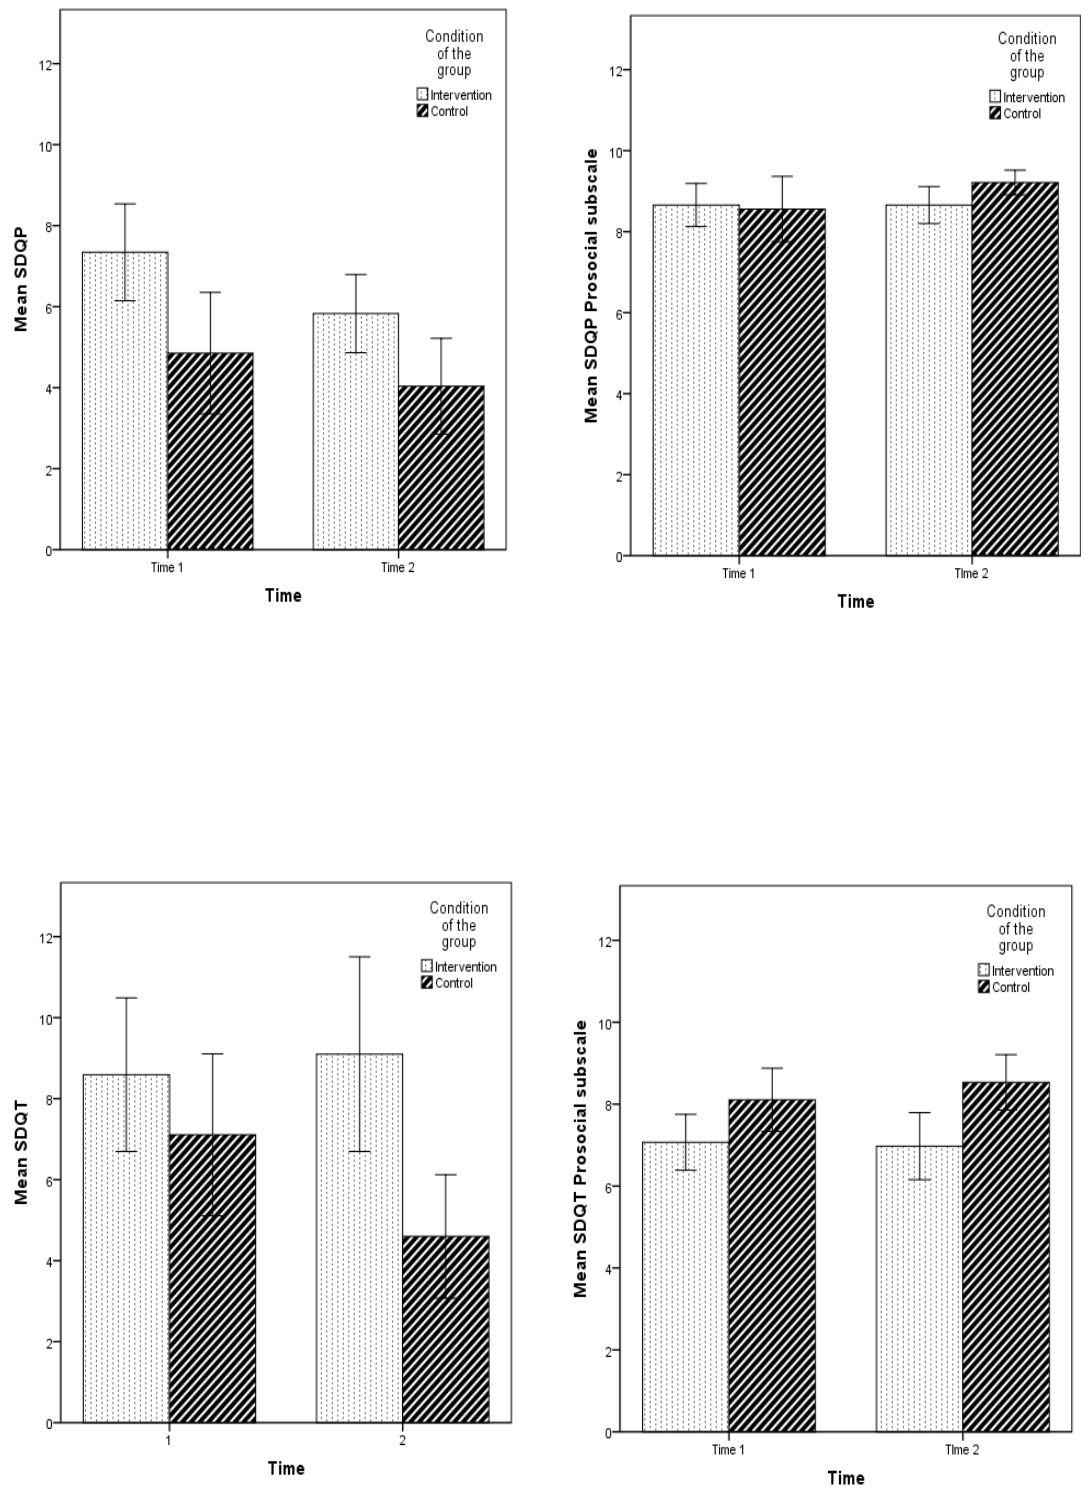 Mean SDQP
12
10
8
6
4
2
0
Condition
of the
group
Intervention
Control
Time 1
Time 2
Time
Mean SDQP Prosocial subscale
12
10
8
6
4
2
0
Condition
of the
group
Intervention
Control
Time 1
TIme 2
Time
Mean SDQT
12
10
8
6
4
2
0
Condition
of the
group
Intervention
Control
1
2
Time
Mean SDQT Prosocial subscale
12
10
8
6
4
2
0
Condition
of the
group
Intervention
Control
Time 1
TIme 2
Time